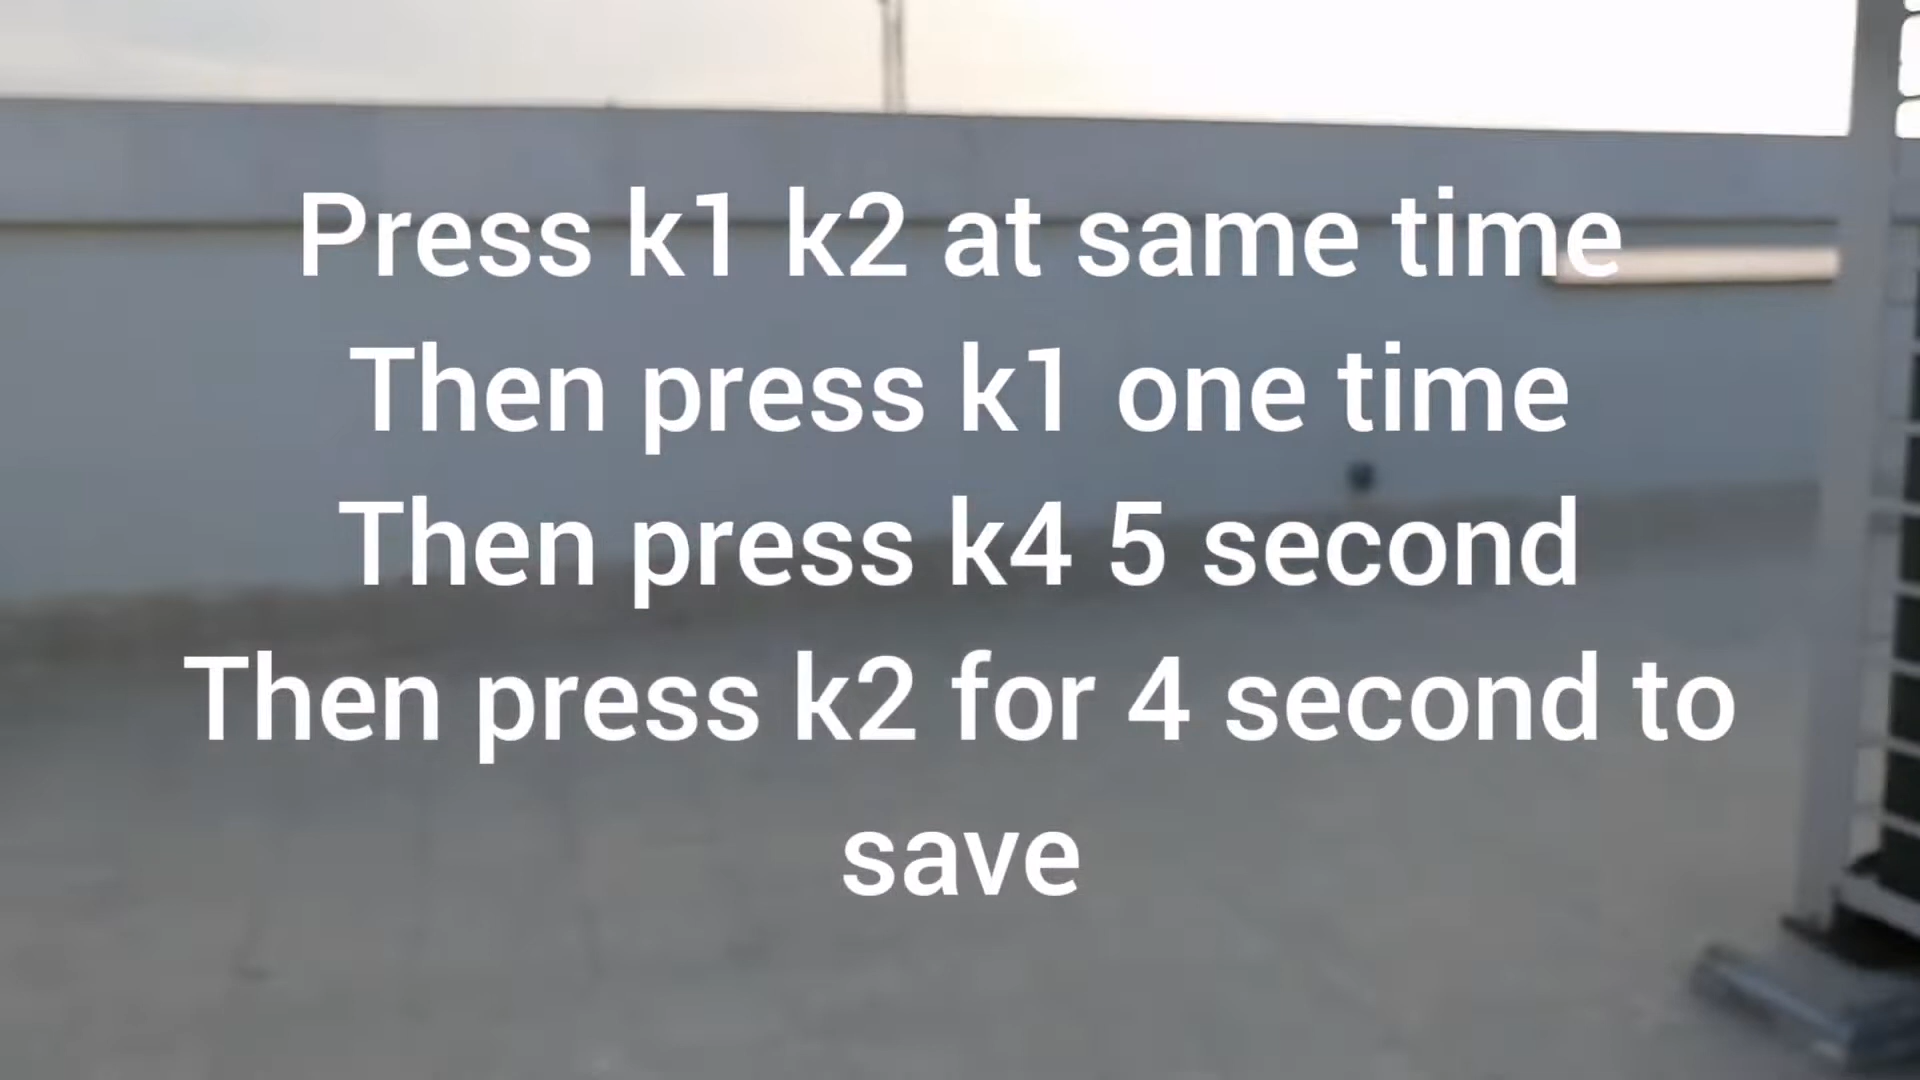 Press k1 k2 at same time
Then press k1 one time
Then press k4 5 second
Then press k2 for 4 second to
save